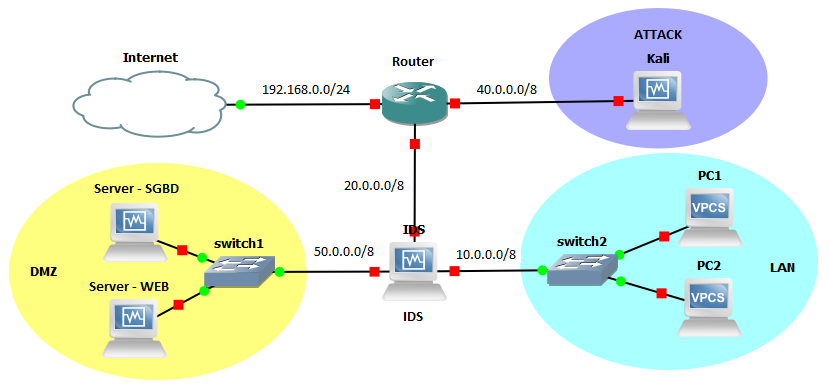 Internet
Router
ATTACK
Kali
192.168.0.0/24
40.0.0.0/8
20.0.0.0/8
Server - SGBD
PC1
VPCS
IDS
switch1
50.0.0.0/8
10.0.0.0/8
switch2
DMZ
LAN
Server - WEB
PC2
VPCS
IDS